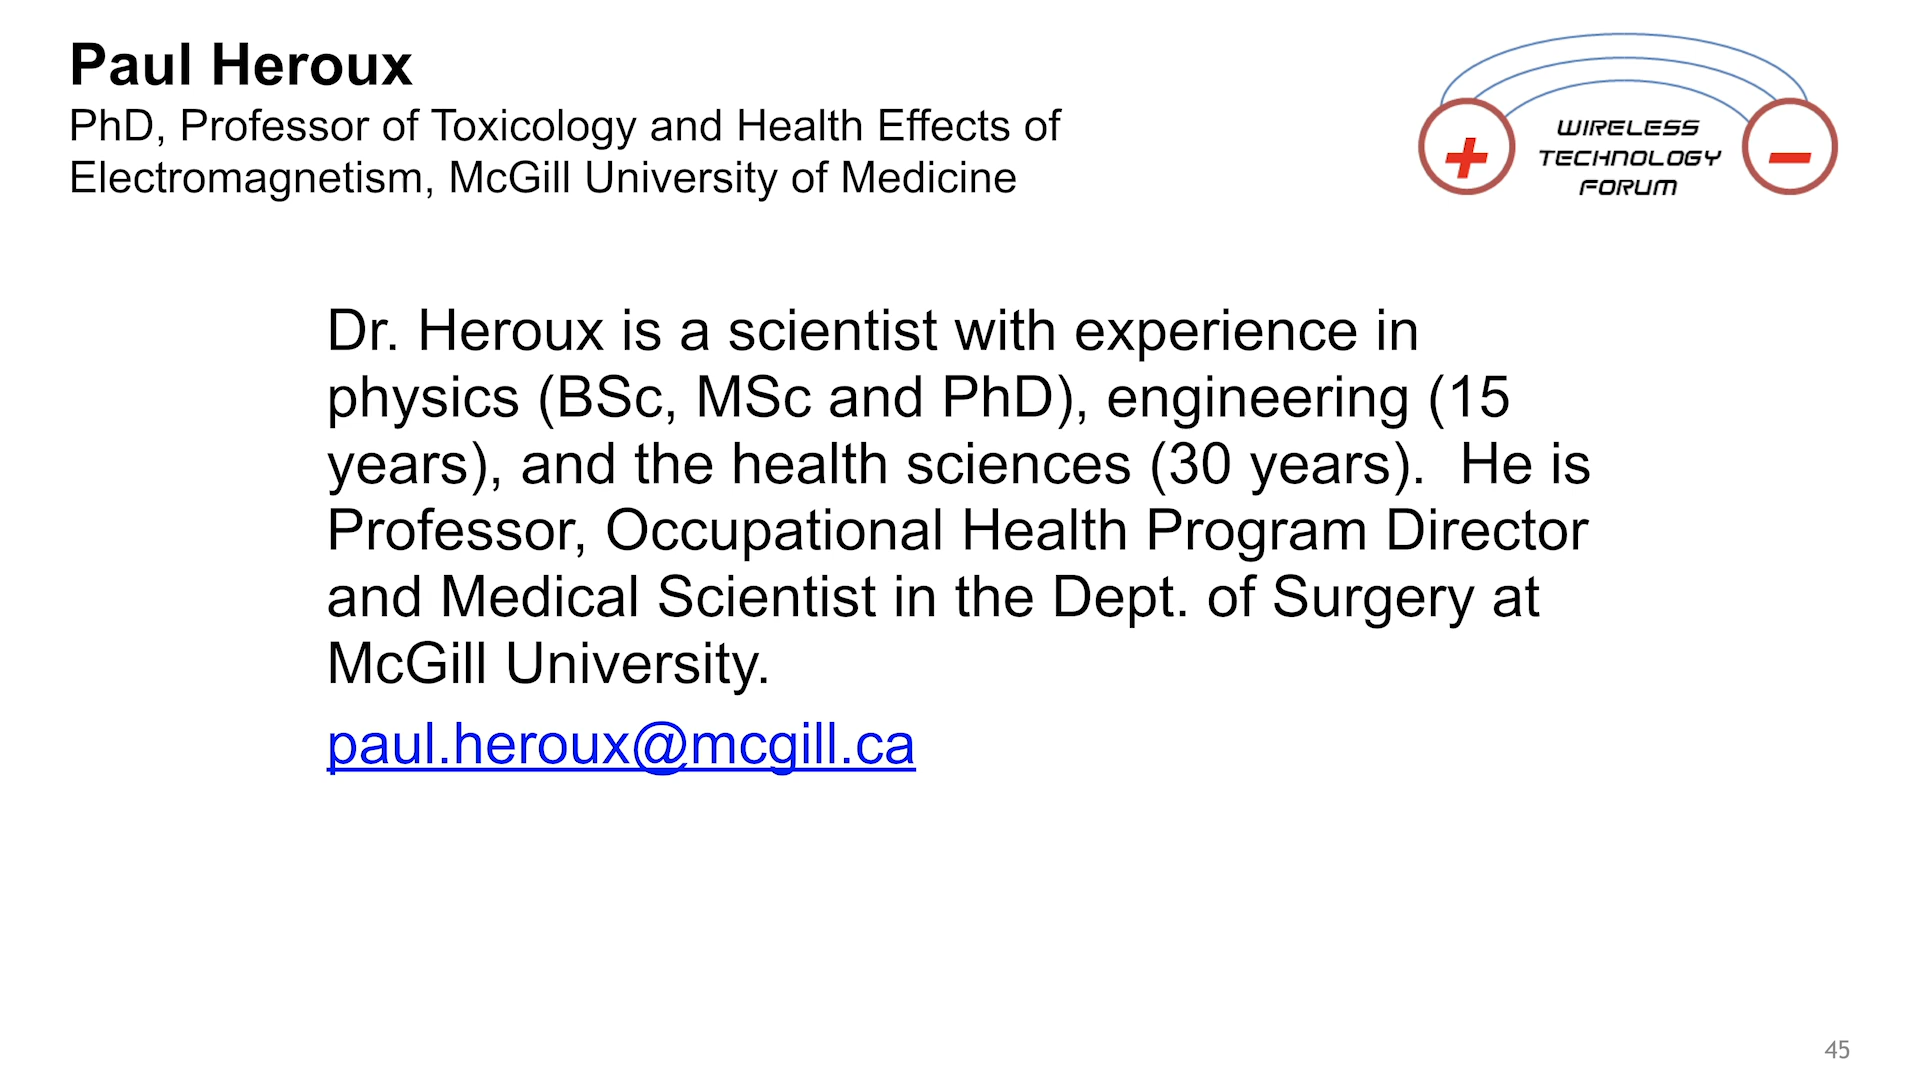 Paul Heroux
PhD, Professor of Toxicology and Health Effects of
Electromagnetism, McGill University of Medicine
+
WIRELESS
TECHNOLOGY
FORUM
−
Dr. Heroux is a scientist with experience in
physics (BSc, MSc and PhD), engineering (15
years), and the health sciences (30 years).  He is
Professor, Occupational Health Program Director
and Medical Scientist in the Dept. of Surgery at
McGill University.
paul.heroux@mcgill.ca
45